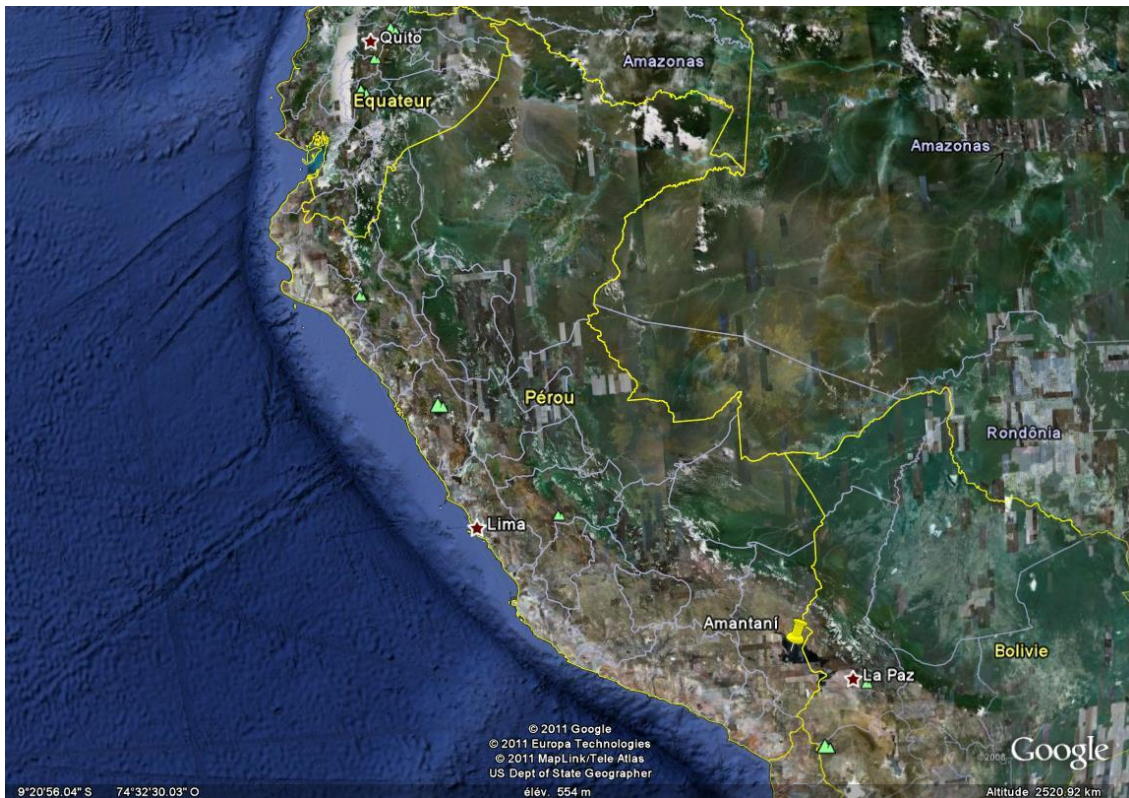 Quito
Amazonas
Equateur
Amazonas
Pérou
Rondônia
Lima
Amantaní
Bolivie
La Paz
© 2011 Google
© 2011 Europa Technologies
© 2011 MapLink/Tele Atlas
US Dept of State Geographer
©2008 Google
9°20'56.04" S 74°32'30.03" O
élév. 554 m
Altitude 2520.92 km